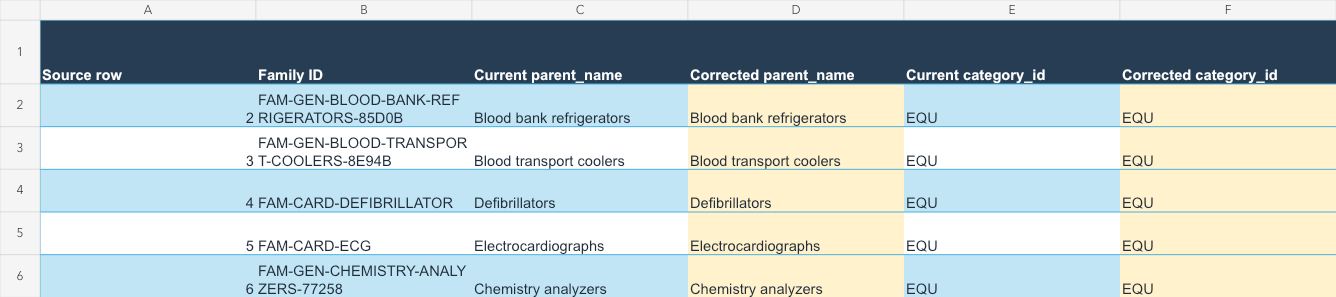 A B C D E F
1 Source row Family ID Current parent_name Corrected parent_name Current category_id Corrected category_id
FAM-GEN-BLOOD-BANK-REF
2 2 RIGERATORS-85D0B Blood bank refrigerators Blood bank refrigerators EQU EQU
FAM-GEN-BLOOD-TRANSPOR
3 3 T-COOLERS-8E94B Blood transport coolers Blood transport coolers EQU EQU
4 4 FAM-CARD-DEFIBRILLATOR Defibrillators Defibrillators EQU EQU
5 5 FAM-CARD-ECG Electrocardiographs Electrocardiographs EQU EQU
FAM-GEN-CHEMISTRY-ANALY
6 6 ZERS-77258 Chemistry analyzers Chemistry analyzers EQU EQU